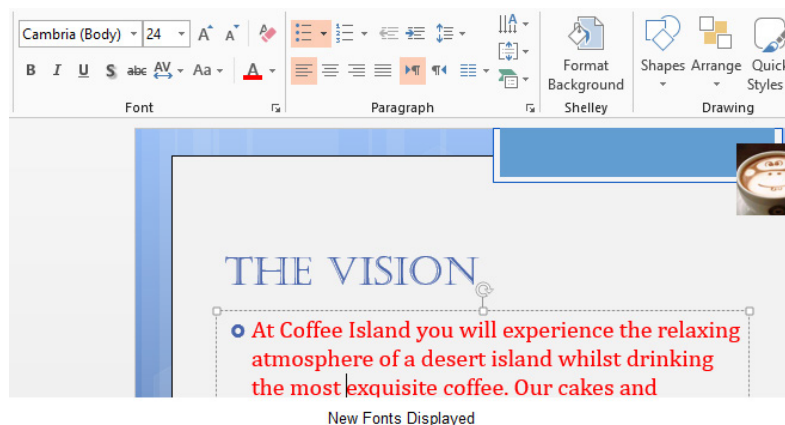 Cambria (Body) 24 A A
B I U S abc AV Aa A
Format Background
Shapes Arrange Quick Styles
Font Paragraph Shelley Drawing
THE VISION
At Coffee Island you will experience the relaxing
atmosphere of a desert island whilst drinking
the most exquisite coffee. Our cakes and
New Fonts Displayed